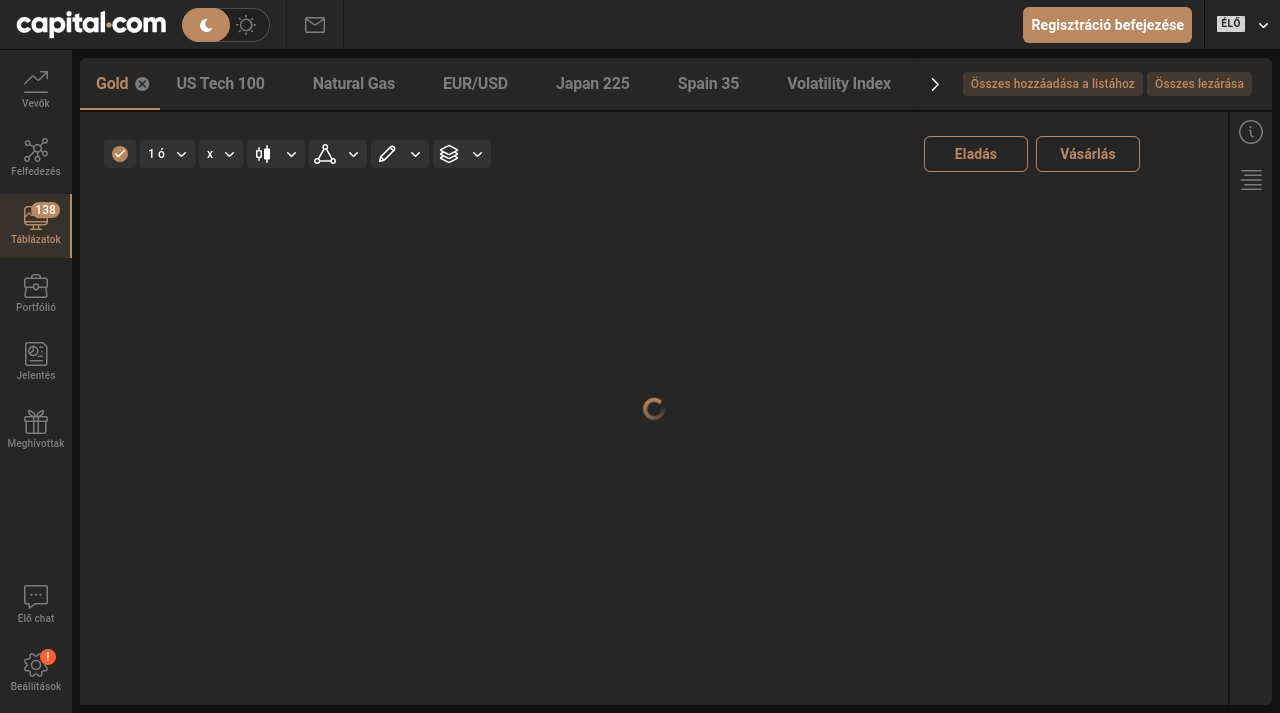 capital.com
Regisztráció befejezése
ÉLŐ
Vevők
Felfedezés
138
Táblázatok
Portfólió
Jelentés
Meghívottak
Élő chat
!
Beállítások
Gold
US Tech 100
Natural Gas
EUR/USD
Japan 225
Spain 35
Volatility Index
Összes hozzáadása a listához
Összes lezárása
1 ó
x
Eladás
Vásárlás